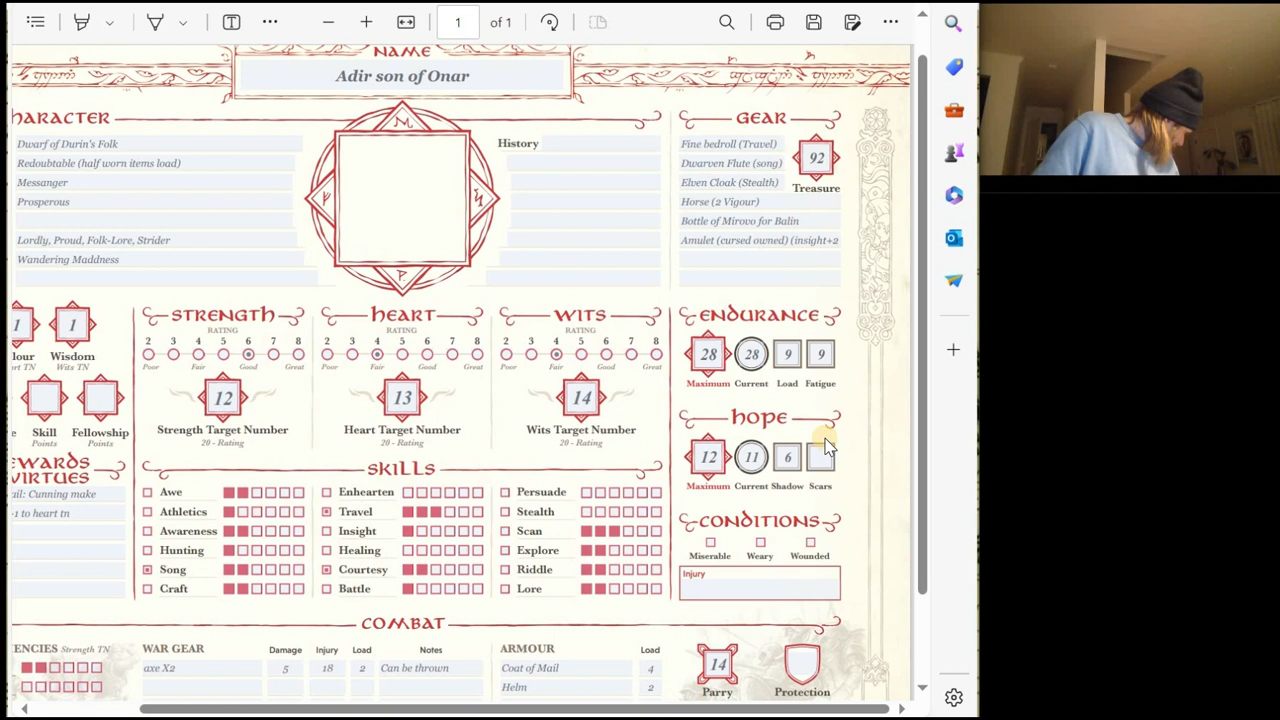 1 of 1
NAME
Adir son of Onar
HARACTER
Dwarf of Durin's Folk
Redoubtable (half worn items load)
Messanger
Prosperous
Lordly, Proud, Folk-Lore, Strider
Wandering Maddness
History
GEAR
Fine bedroll (Travel)
Dwarven Flute (song)
Elven Cloak (Stealth)
92
Treasure
Horse (2 Vigour)
Bottle of Mirovo for Balin
Amulet (cursed owned) (insight+2
1 1
lour Wisdom
rt TN Wits TN
Skill Fellowship
Points Points
EWARDS
VIRTUES
ail: Cunning make
-1 to heart tn
STRENGTH
RATING
2 3 4 5 6 7 8
Poor Fair Good Great
12
Strength Target Number
20 - Rating
HEART
RATING
2 3 4 5 6 7 8
Poor Fair Good Great
13
Heart Target Number
20 - Rating
WITS
RATING
2 3 4 5 6 7 8
Poor Fair Good Great
14
Wits Target Number
20 - Rating
ENDURANCE
28 28 9 9
Maximum Current Load Fatigue
HOPE
12 11 6
Maximum Current Shadow Scars
SKILLS
Awe Enhearten Persuade
Athletics Travel Stealth
Awareness Insight Scan
Hunting Healing Explore
Song Courtesy Riddle
Craft Battle Lore
CONDITIONS
Miserable Weary Wounded
Injury
COMBAT
ENCIES Strength TN
WAR GEAR Damage Injury Load Notes
axe X2 5 18 2 Can be thrown
ARMOUR Load
Coat of Mail 4
Helm 2
14
Parry Protection